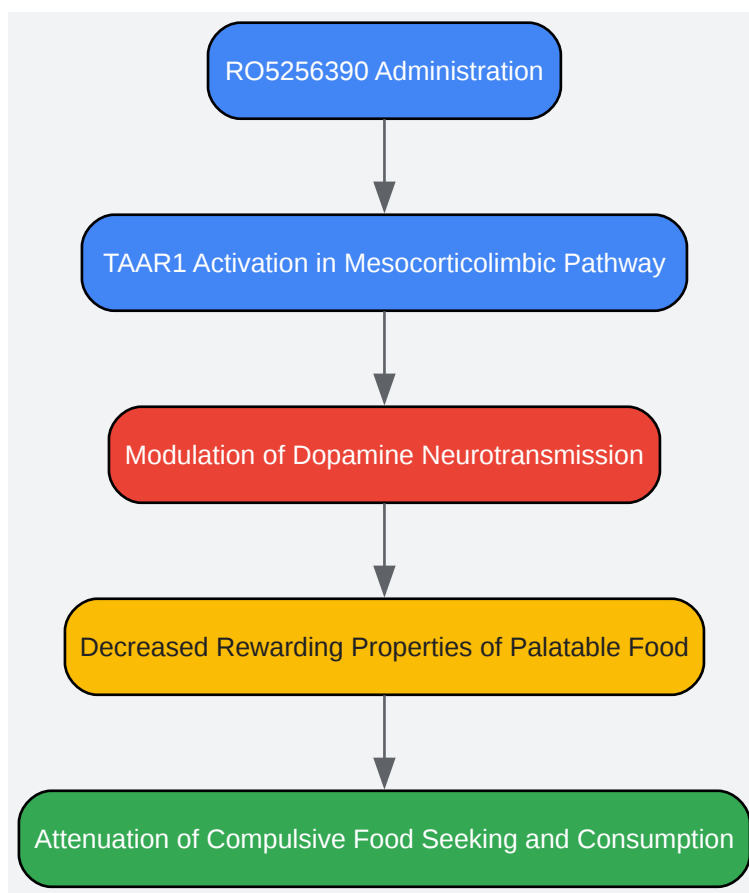 RO5256390 Administration
TAAR1 Activation in Mesocorticolimbic Pathway
Modulation of Dopamine Neurotransmission
Decreased Rewarding Properties of Palatable Food
Attenuation of Compulsive Food Seeking and Consumption